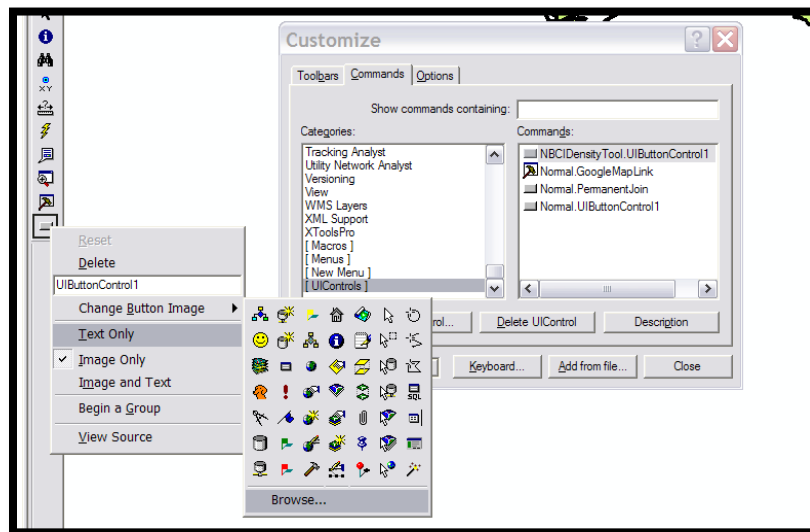 XY
Customize
Toolbars Commands Options
Show commands containing:
Categories:
Commands:
Tracking Analyst
Utility Network Analyst
Versioning
View
WMS Layers
XML Support
XToolsPro
[ Macros ]
[ Menus ]
[ New Menu ]
[ UIControls ]
NBCIDensityTool.UIButtonControl1
Normal.GoogleMapLink
Normal.PermanentJoin
Normal.UIButtonControl1
rol...
Delete UIControl
Description
Keyboard...
Add from file...
Close
Reset
Delete
UIButtonControl1
Change Button Image
Text Only
Image Only
Image and Text
Begin a Group
View Source
SQL
Browse...